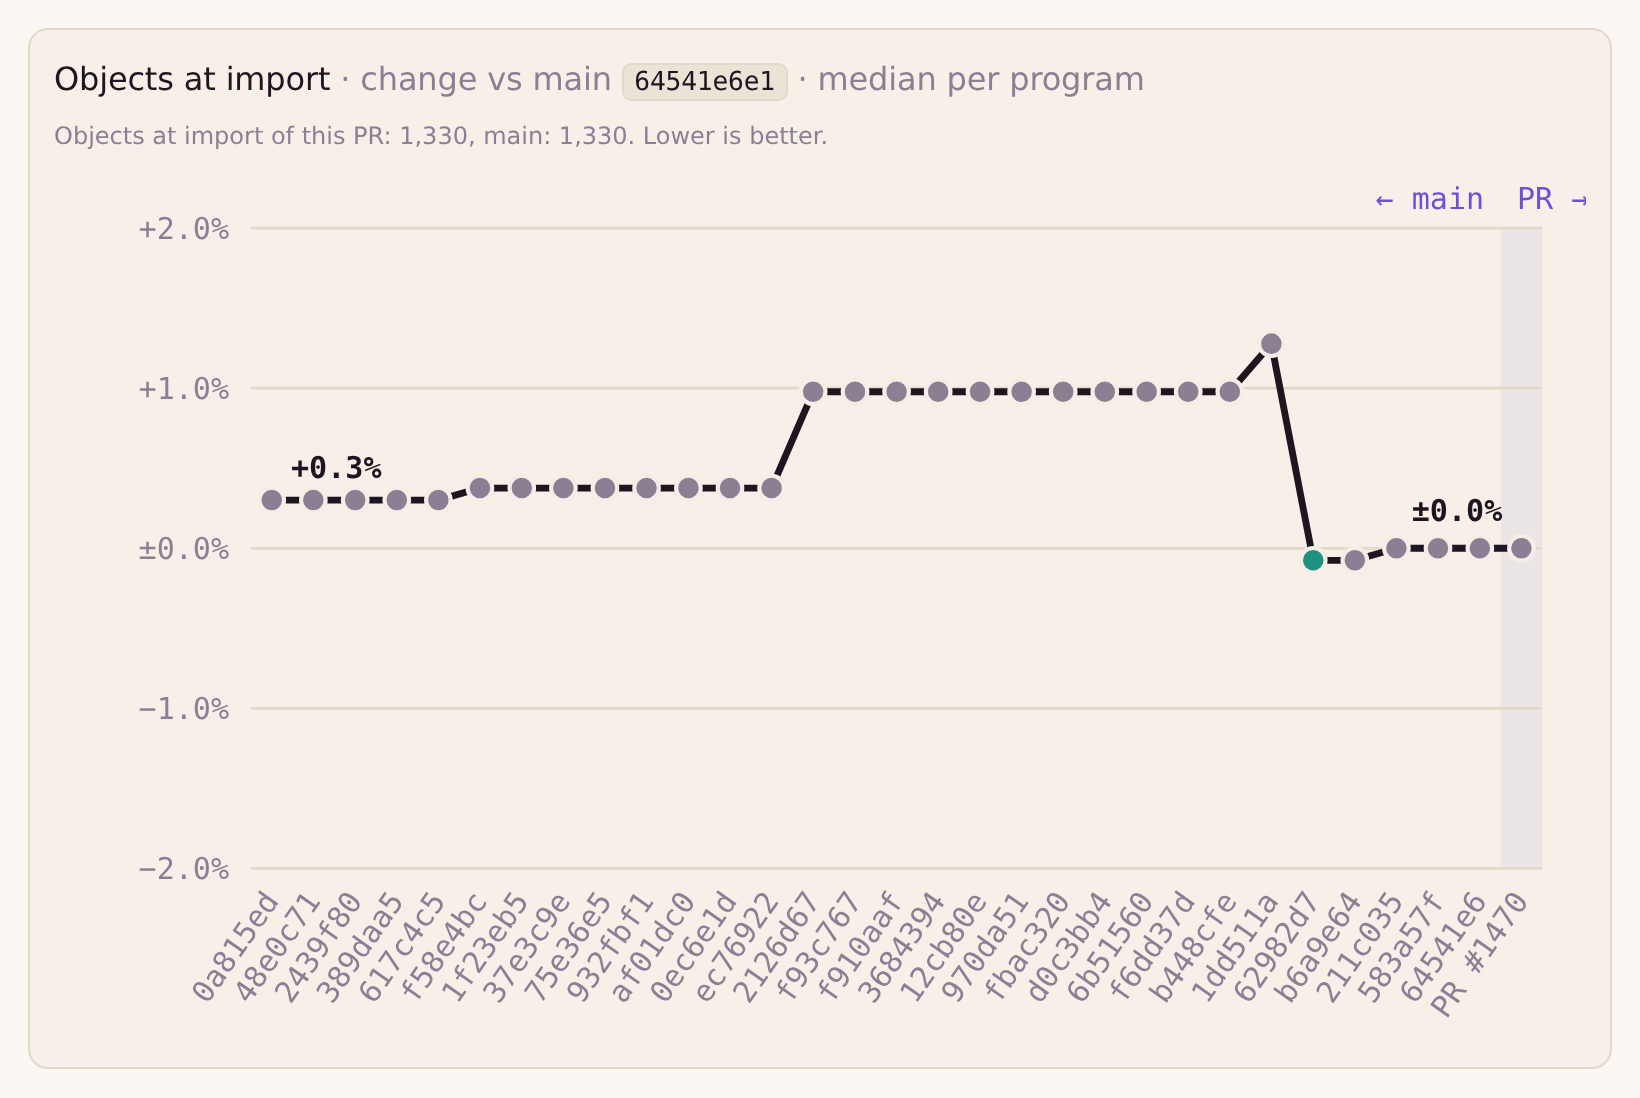 Objects at import · change vs main 64541e6e1 · median per program
Objects at import of this PR: 1,330, main: 1,330. Lower is better.
← main PR →
+2.0%
+1.0%
+0.3%
±0.0%
±0.0%
−1.0%
−2.0%
0a815ed
48e0c71
2439f80
389daa5
617c4c5
f58e4bc
1f23eb5
37e3c9e
75e36e5
932fbf1
af01dc0
0ec6e1d
ec76922
2126d67
f93c767
f910aaf
3684394
12cb80e
970da51
fbac320
d0c3bb4
6b51560
f6dd37d
b448cfe
1dd511a
62982d7
b6a9e64
211c035
583a57f
64541e6
PR #1470